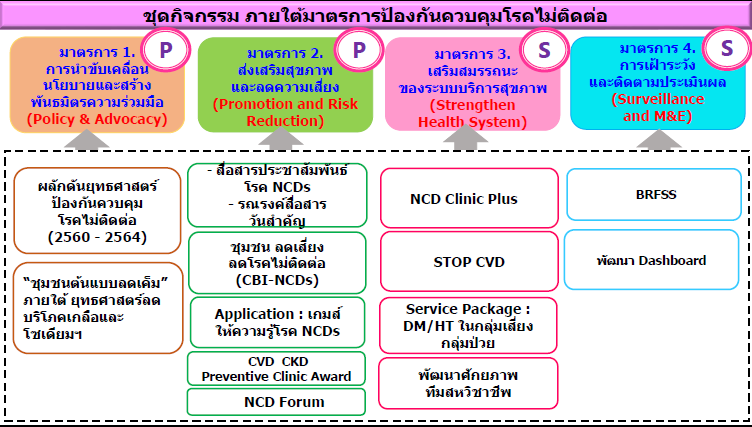 ชุดกิจกรรม ภายใต้มาตรการป้องกันควบคุมโรคไม่ติดต่อ
P
มาตรการ 1.
การนำขับเคลื่อน
นโยบายและสร้าง
พันธมิตรความร่วมมือ
(Policy & Advocacy)
P
มาตรการ 2.
ส่งเสริมสุขภาพ
และลดความเสี่ยง
(Promotion and Risk
Reduction)
S
มาตรการ 3.
เสริมสมรรถนะ
ของระบบบริการสุขภาพ
(Strengthen
Health System)
S
มาตรการ 4.
การเฝ้าระวัง
และติดตามประเมินผล
(Surveillance
and M&E)
ผลักดันยุทธศาสตร์
ป้องกันควบคุม
โรคไม่ติดต่อ
(2560 - 2564)
“ชุมชนต้นแบบลดเค็ม”
ภายใต้ ยุทธศาสตร์ลด
บริโภคเกลือและ
โซเดียมฯ
- สื่อสารประชาสัมพันธ์
โรค NCDs
- รณรงค์สื่อสาร
วันสำคัญ
ชุมชน ลดเสี่ยง
ลดโรคไม่ติดต่อ
(CBI-NCDs)
Application : เกมส์
ให้ความรู้โรค NCDs
CVD CKD
Preventive Clinic Award
NCD Forum
NCD Clinic Plus
STOP CVD
Service Package :
DM/HT ในกลุ่มเสี่ยง
กลุ่มป่วย
พัฒนาศักยภาพ
ทีมสหวิชาชีพ
BRFSS
พัฒนา Dashboard